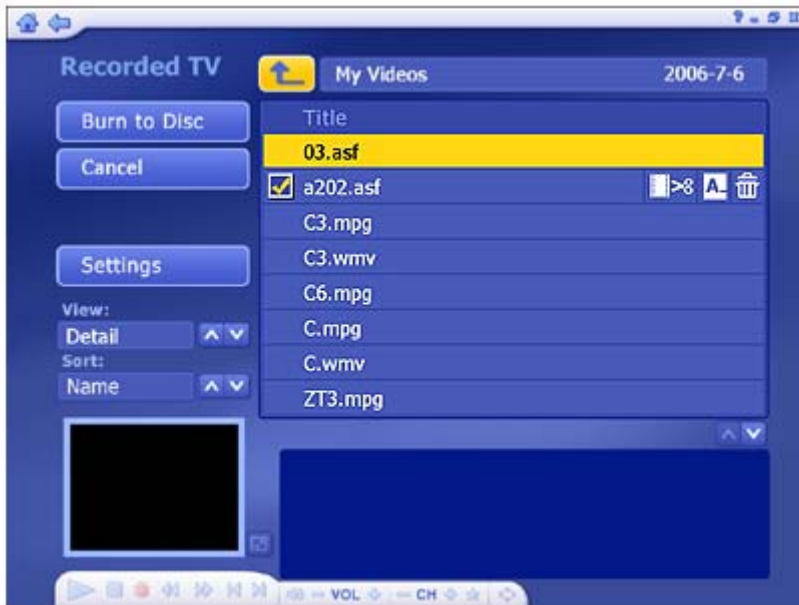 Recorded TV
My Videos 2006-7-6
Burn to Disc
Cancel
Settings
View:
Detail
Sort:
Name
Title
03.asf
a202.asf
A
C3.mpg
C3.wmv
C6.mpg
C.mpg
C.wmv
ZT3.mpg
VOL
CH